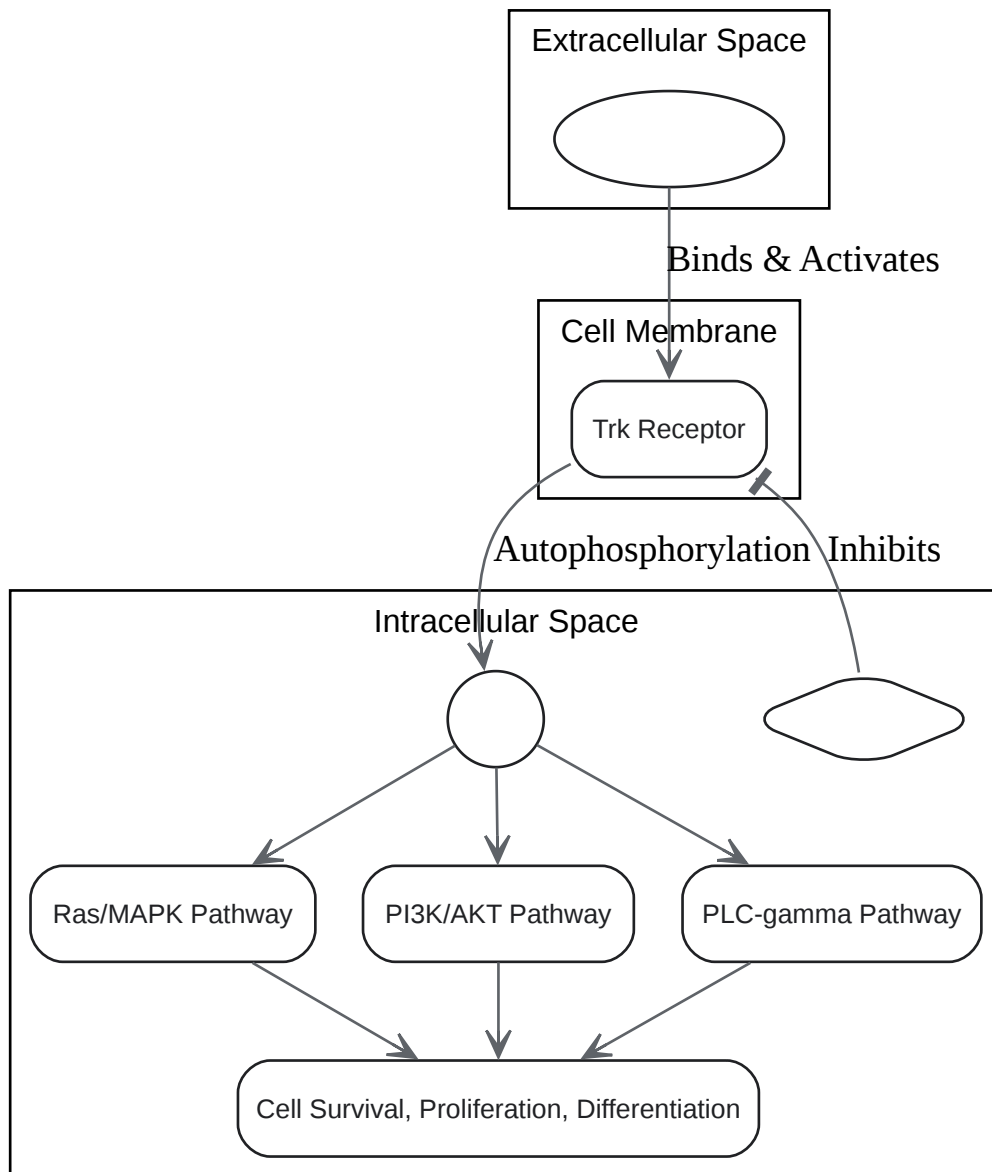 Extracellular Space
Binds & Activates
Cell Membrane
Trk Receptor
Autophosphorylation
Inhibits
Intracellular Space
Ras/MAPK Pathway
PI3K/AKT Pathway
PLC-gamma Pathway
Cell Survival, Proliferation, Differentiation